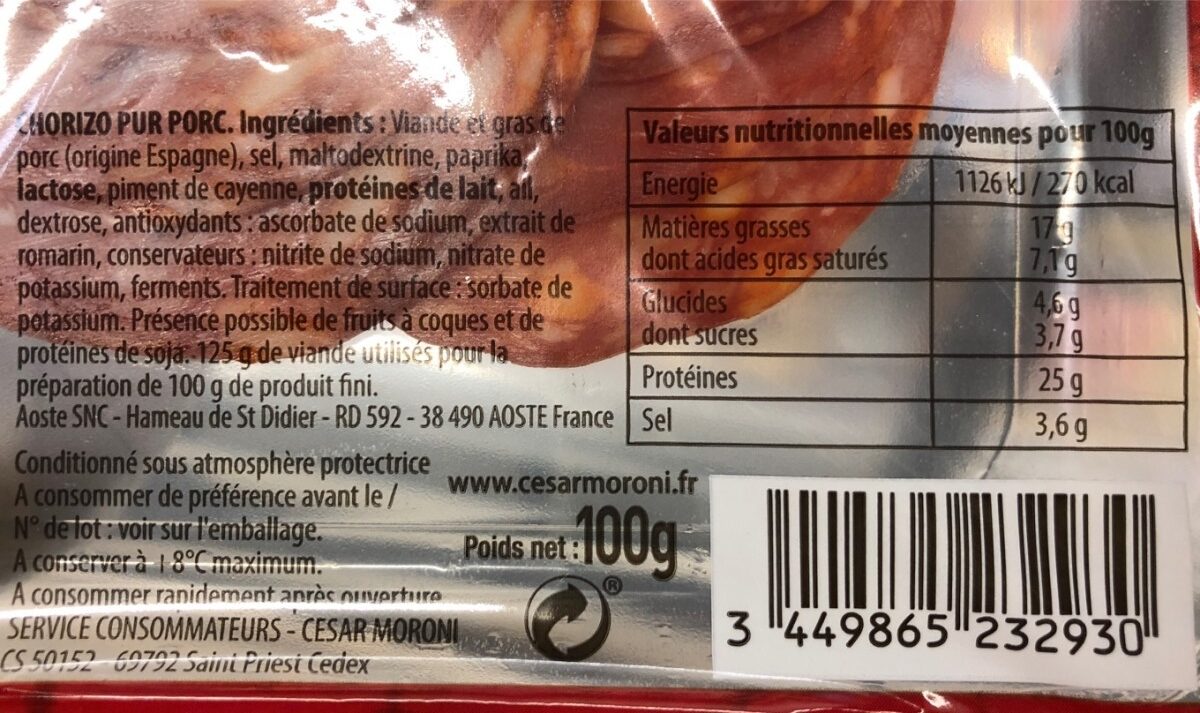 CHORIZO PUR PORC. Ingrédients : Viande et gras de
porc (origine Espagne), sel, maltodextrine, paprika,
lactose, piment de cayenne, protéines de lait, ail,
dextrose, antioxydants : ascorbate de sodium, extrait de
romarin, conservateurs : nitrite de sodium, nitrate de
potassium, ferments. Traitement de surface : sorbate de
potassium. Présence possible de fruits à coques et de
protéines de soja. 125 g de viande utilisés pour la
préparation de 100 g de produit fini.
Aoste SNC - Hameau de St Didier - RD 592 - 38 490 AOSTE France
Conditionné sous atmosphère protectrice
A consommer de préférence avant le /
N° de lot : voir sur l'emballage.
A conserver à +8°C maximum.
A consommer rapidement après ouverture
SERVICE CONSOMMATEURS - CESAR MORONI
CS 50152 69792 Saint Priest Cedex
www.cesarmoroni.fr
Poids net : 100g
®
Valeurs nutritionnelles moyennes pour 100g
Energie 1126 kJ / 270 kcal
Matières grasses 17 g
dont acides gras saturés 7,1 g
Glucides 4,6 g
dont sucres 3,7 g
Protéines 25 g
Sel 3,6 g
3 449865 232930